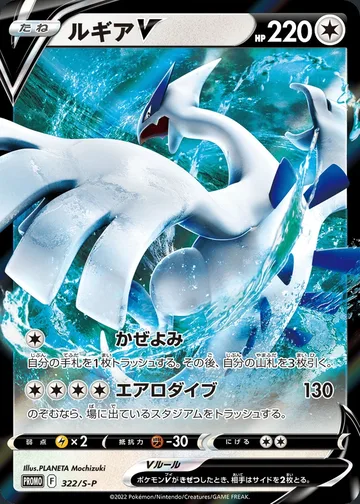 たね ルギアV HP 220
かぜよみ
自分の手札を1枚トラッシュする。その後、自分の山札を3枚引く。
エアロダイブ 130
のぞむなら、場に出ているスタジアムをトラッシュする。
弱点 ×2 抵抗力 -30 にげる
Illus.PLANETA Mochizuki
Vルール
PROMO F 322/S-P
ポケモンVがきぜつしたとき、相手はサイドを2枚とる。
©2022 Pokémon/Nintendo/Creatures/GAME FREAK.